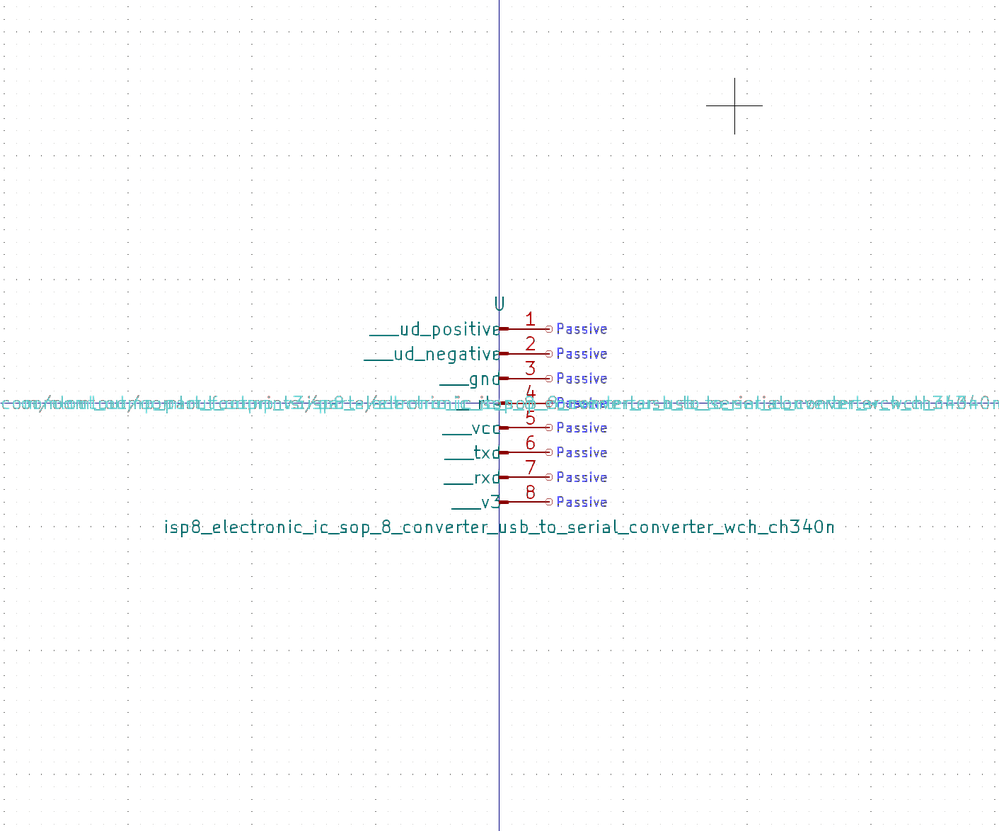 U
___ud_positive 1 Passive
___ud_negative 2 Passive
___gnd 3 Passive
4 Passive
___vcc 5 Passive
___txd 6 Passive
___rxd 7 Passive
___v3 8 Passive
isp8_electronic_ic_sop_8_converter_usb_to_serial_converter_wch_ch340n